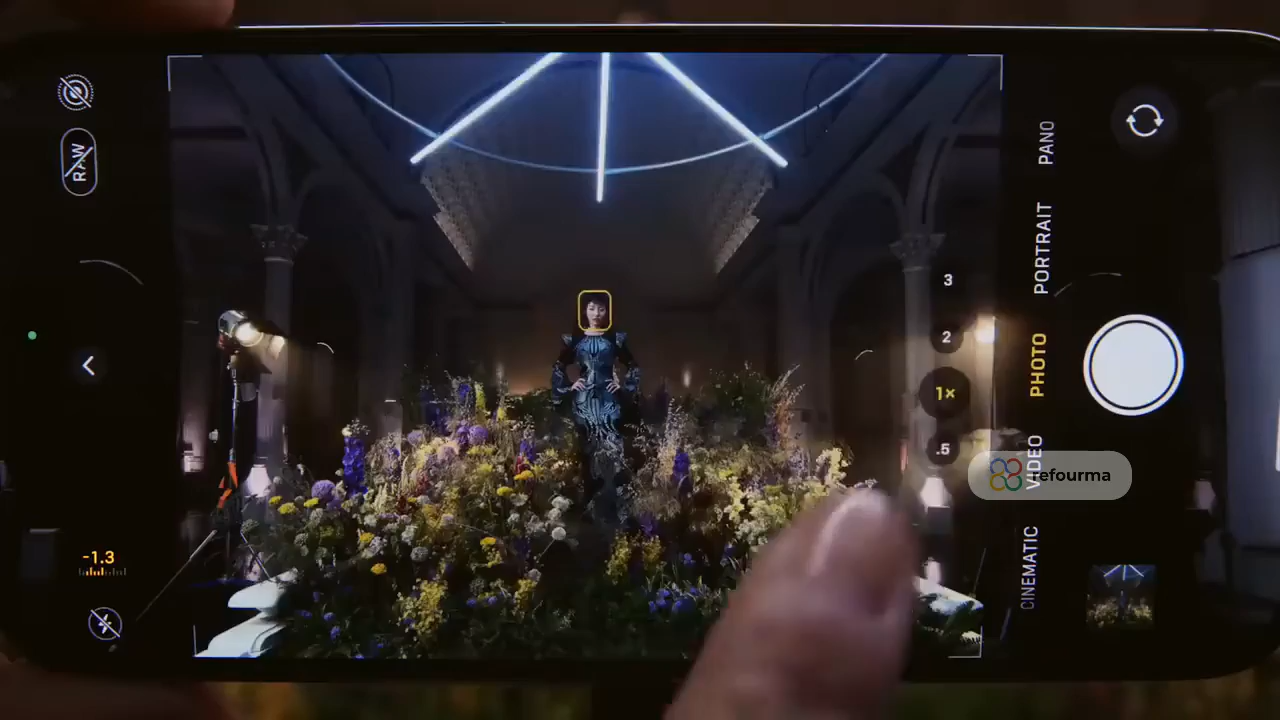 RAW
-1.3
3
2
1×
.5
PANO
PORTRAIT
PHOTO
VIDEO
CINEMATIC
refourma